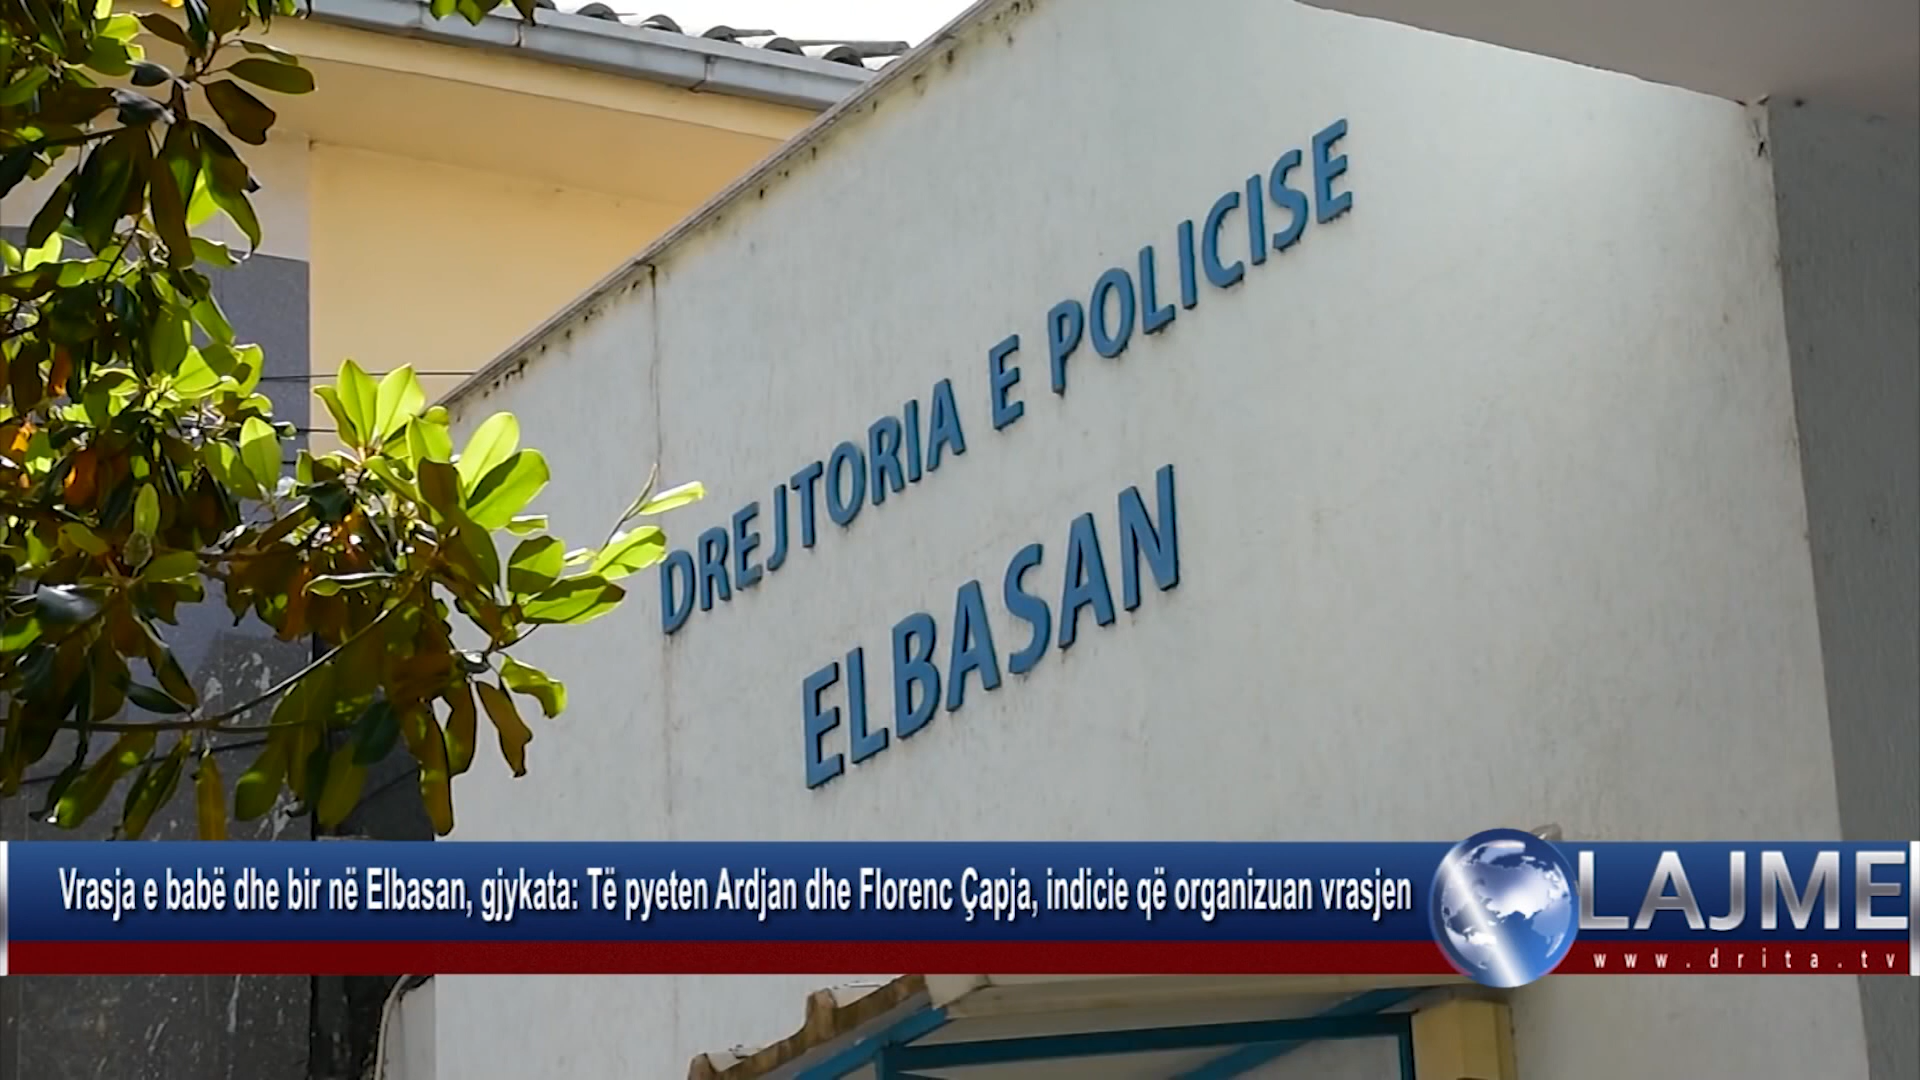 DREJTORIA E POLICISE
ELBASAN
Vrasja e babë dhe bir në Elbasan, gjykata: Të pyeten Ardjan dhe Florenc Çapja, indicie që organizuan vrasjen
LAJME
www.drita.tv